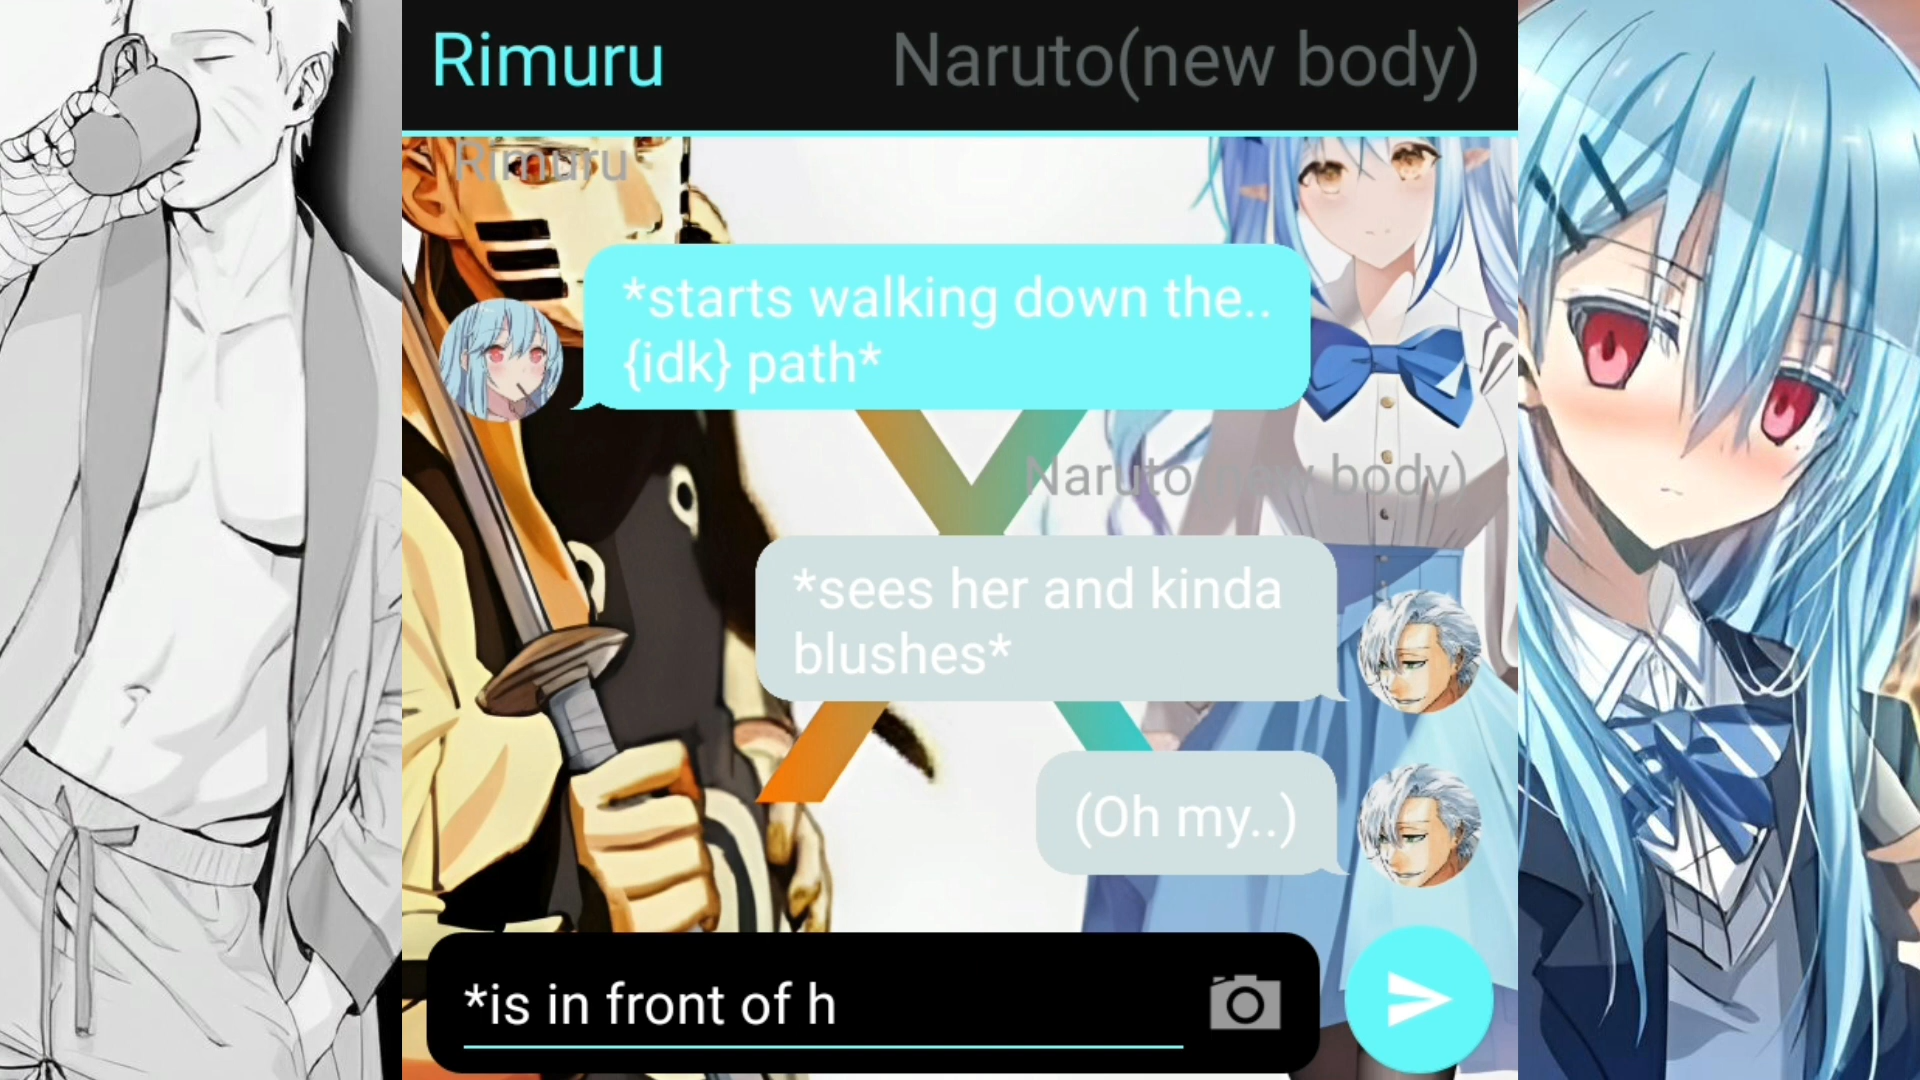 Rimuru
Naruto(new body)
Rimuru
*starts walking down the..
{idk} path*
Naruto(new body)
*sees her and kinda
blushes*
(Oh my..)
*is in front of h